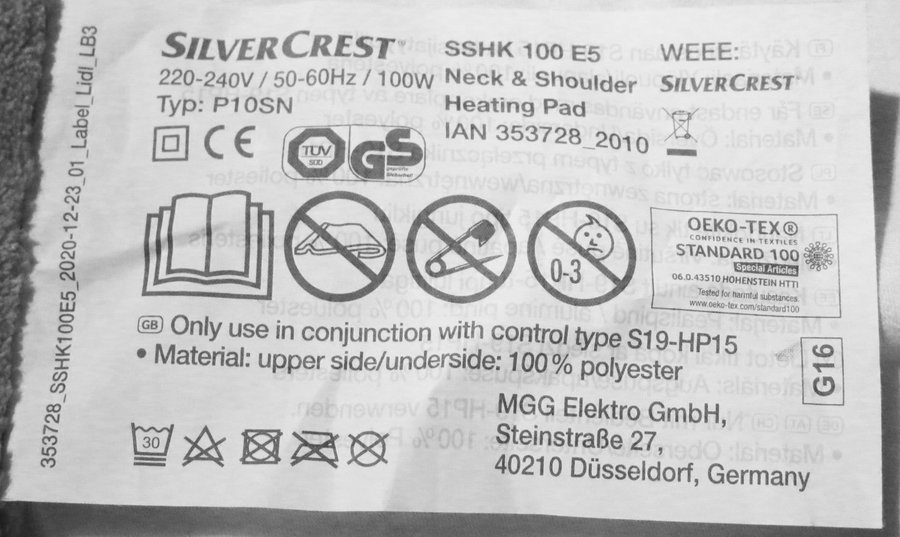 SILVERCREST®
220-240V / 50-60Hz / 100W
Typ: P10SN
SSHK 100 E5
Neck & Shoulder
Heating Pad
IAN 353728_2010
WEEE:
SILVERCREST®
CE
TÜV
SÜD
GS
geprüfte
Sicherheit
0-3
OEKO-TEX®
CONFIDENCE IN TEXTILES
STANDARD 100
Special Articles
06.0.43510 HOHENSTEIN HTTI
Tested for harmful substances.
www.oeko-tex.com/standard100
GB Only use in conjunction with control type S19-HP15
• Material: upper side/underside: 100% polyester
G16
30
MGG Elektro GmbH,
Steinstraße 27,
40210 Düsseldorf, Germany
353728_SSHK100E5_2020-12-23_01_Label_Lidl_LB3